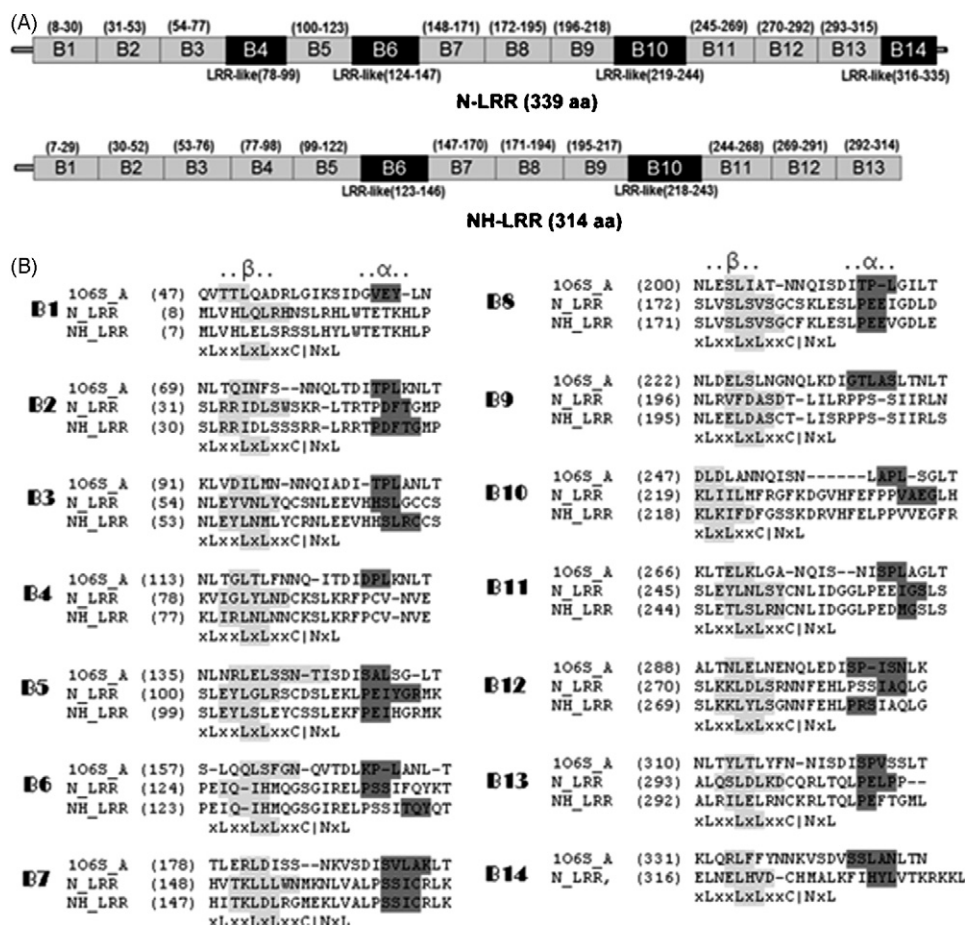 (A)
(8-30) (31-53) (54-77) (100-123) (148-171) (172-195) (196-218) (245-269) (270-292) (293-315)
B1 B2 B3 B4 B5 B6 B7 B8 B9 B10 B11 B12 B13 B14
LRR-like(78-99) LRR-like(124-147) LRR-like(219-244) LRR-like(316-335)
N-LRR (339 aa)
(7-29) (30-52) (53-76) (77-98) (99-122) (147-170) (171-194) (195-217) (244-268) (269-291) (292-314)
B1 B2 B3 B4 B5 B6 B7 B8 B9 B10 B11 B12 B13
LRR-like(123-146) LRR-like(218-243)
NH-LRR (314 aa)
(B)
..β.. ..α..
B1
1O6S_A (47) QVTTLQADRLGIKSIDGVEY-LN
N_LRR (8) MLVHLQLRHNSLRHLWTETKHLP
NH_LRR (7) MLVHLELSRSSLHYLWTETKHLP
xLxxLxLxxC|NxL
B2
1O6S_A (69) NLTQINFS--NNQLTDITPLKNLT
N_LRR (31) SLRRIDLSWSKR-LTRTPDFTGMP
NH_LRR (30) SLRRIDLSSSRR-LRRTPDFTGMP
xLxxLxLxxC|NxL
B3
1O6S_A (91) KLVDILMN-NNQIADI-TPLANLT
N_LRR (54) NLEYVNLYQCSNLEEVHHSLGCCS
NH_LRR (53) NLEYLNMLYCRNLEEVHHSLRCCS
xLxxLxLxxC|NxL
B4
1O6S_A (113) NLTGLTLFNNQ-ITDIDPLKNLT
N_LRR (78) KVIGLYLNDCKSLKRFPCV-NVE
NH_LRR (77) KLIRLNLNNCKSLKRFPCV-NVE
xLxxLxLxxC|NxL
B5
1O6S_A (135) NLNRLELSSNTISDISALSG-LT
N_LRR (100) SLEYLGLRSCDSLEKLPEIYGRMK
NH_LRR (99) SLEYLSLEYCSSLEKFPEIHGRMK
xLxxLxLxxC|NxL
B6
1O6S_A (157) S-LQQLSFGN-QVTDLKP-LANL-T
N_LRR (124) PEIQ-IHMQGSGIRELPSSIFQYKT
NH_LRR (123) PEIQ-IHMQGSGIRELPSSITQYQT
xLxxLxLxxC|NxL
B7
1O6S_A (178) TLERLDISS--NKVSDISVLAKLT
N_LRR (148) HVTKLLLWNMKNLVALPSSICRLK
NH_LRR (147) HITKLDLRGMEKLVALPSSICRLK
xLxxLxLxxC|NxL
..β.. ..α..
B8
1O6S_A (200) NLESLIAT-NNQISDITP-LGILT
N_LRR (172) SLVSLSVSGCSKLESLPEEIGDLD
NH_LRR (171) SLVSLSVSGCFKLESLPEEVGDLE
xLxxLxLxxC|NxL
B9
1O6S_A (222) NLDELSLNGNQLKDIGTLASLTNLT
N_LRR (196) NLRVFDASDT-LILRPPS-SIIRLN
NH_LRR (195) NLEELDASCT-LISRPPS-SIIRLN
xLxxLxLxxC|NxL
B10
1O6S_A (247) DLDLANNQISN------LAPL-SGLT
N_LRR (219) KLIILMFRGFKDGVHFEFPPVAEGLH
NH_LRR (218) KLKIFDFGSSKDRVHFELPPVVEGFR
xLxLxxC|NxL
B11
1O6S_A (266) KLTELKLGA-NQIS--NISPLAGLT
N_LRR (245) SLEYLNLSYCNLIDGGLPEEIGSLS
NH_LRR (244) SLETLSLRNCNLIDGGLPEDMGSLS
xLxxLxLxxC|NxL
B12
1O6S_A (288) ALTNLELNENQLEDISP-ISNLK
N_LRR (270) SLKKLDLSRNNFEHLPSSIAQLG
NH_LRR (269) SLKKLYLSGNNFEHLPRSIAQLG
xLxxLxLxxC|NxL
B13
1O6S_A (310) NLTYLTLYFN-NISDISPVSSLT
N_LRR (293) ALQSLDLKDCQRLTQLPELPP--
NH_LRR (292) ALRILELRNCKRLTQLPEFTGML
xLxxLxLxxC|NxL
B14
1O6S_A (331) KLQRLFFYNNKVSDVSSLANLTN
N_LRR, (316) ELNELHVD-CHMALKFIHYLVTKRKKL
xLxxLxLxxC|NxL